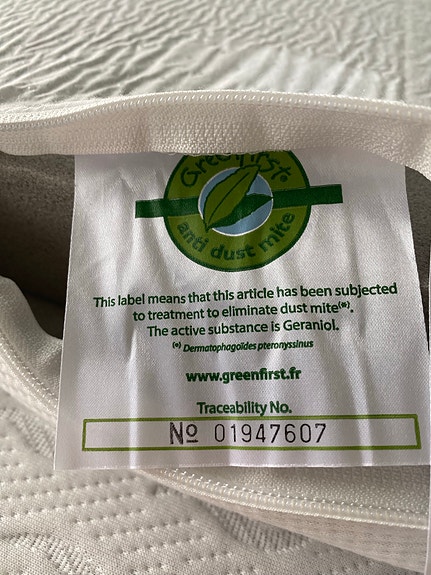 Greenfirst®
anti dust mite
This label means that this article has been subjected
to treatment to eliminate dust mite(*).
The active substance is Geraniol.
(*) Dermatophagoïdes pteronyssinus
www.greenfirst.fr
Traceability No.
Nº 01947607